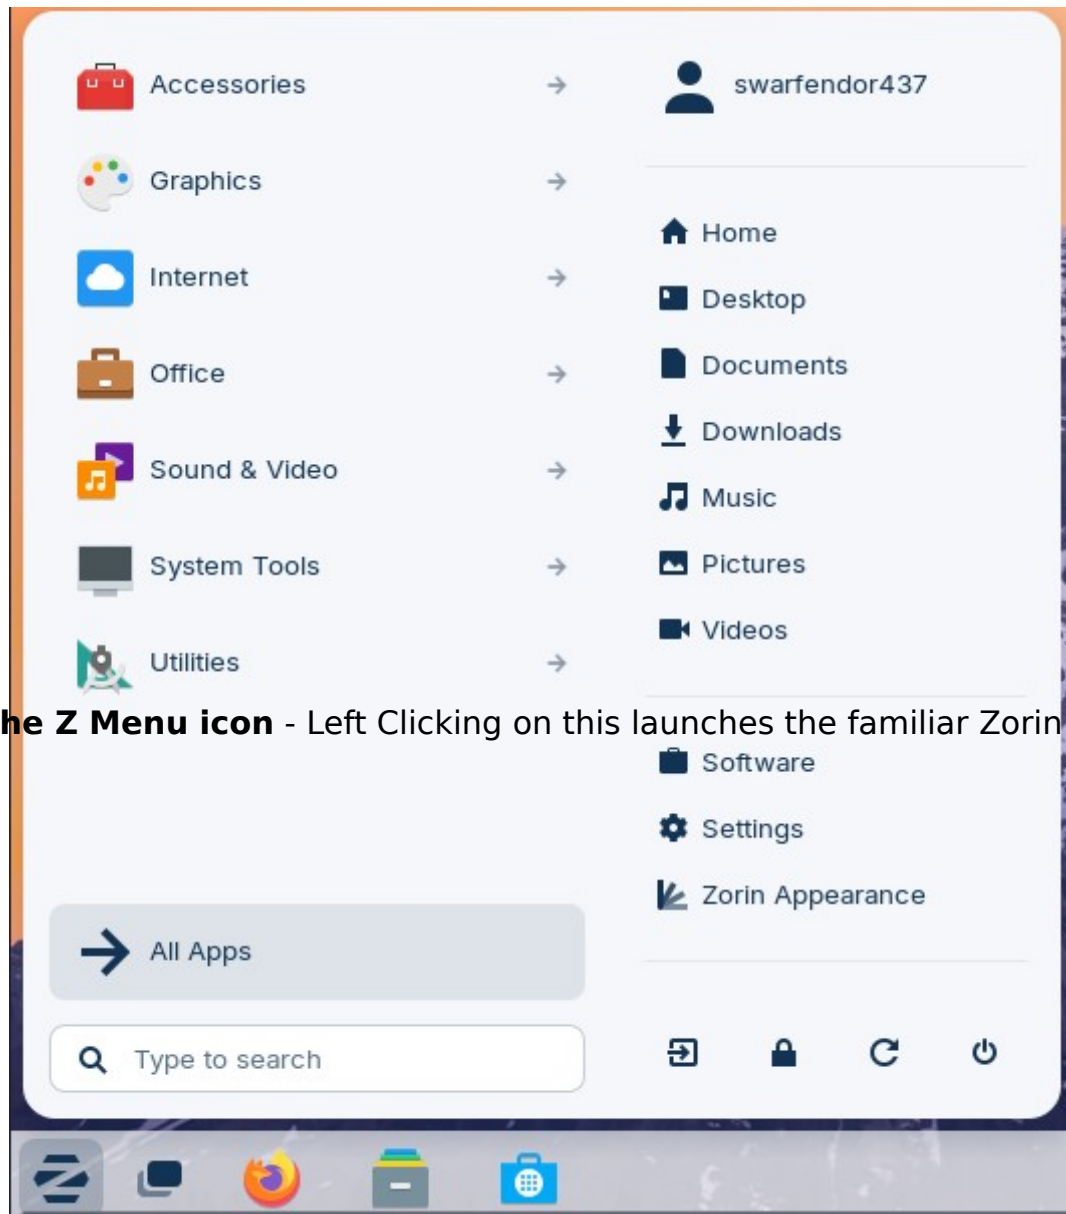 Accessories
Graphics
Internet
Office
Sound & Video
System Tools
Utilities
swarfendor437
Home
Desktop
Documents
Downloads
Music
Pictures
Videos
he Z Menu icon - Left Clicking on this launches the familiar Zorin
Software
Settings
Zorin Appearance
All Apps
Type to search